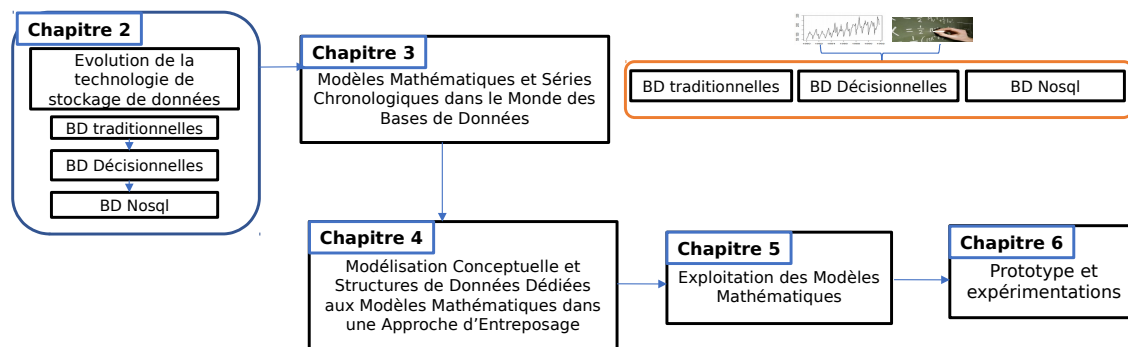 Chapitre 2
Evolution de la
technologie de
stockage de données
BD traditionnelles
BD Décisionnelles
BD Nosql
Chapitre 3
Modèles Mathématiques et Séries
Chronologiques dans le Monde des
Bases de Données
BD traditionnelles
BD Décisionnelles
BD Nosql
Chapitre 4
Modélisation Conceptuelle et
Structures de Données Dédiées
aux Modèles Mathématiques dans
une Approche d’Entreposage
Chapitre 5
Exploitation des Modèles
Mathématiques
Chapitre 6
Prototype et
expérimentations